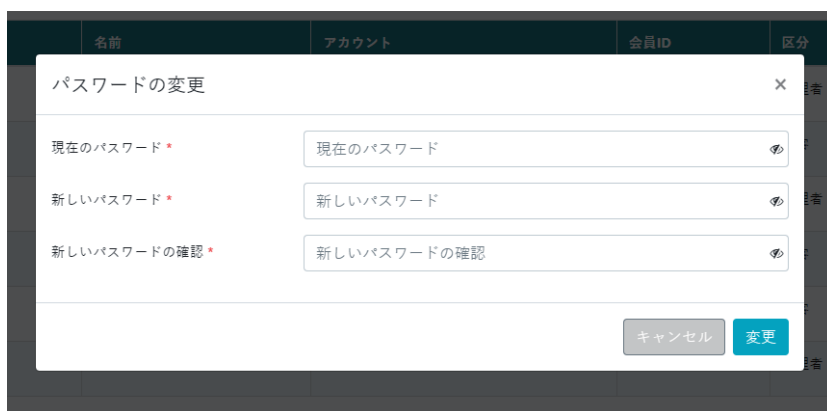 名前 アカウント 会員ID 区分
パスワードの変更 ×
現在のパスワード * 現在のパスワード
新しいパスワード * 新しいパスワード
新しいパスワードの確認 * 新しいパスワードの確認
キャンセル 変更